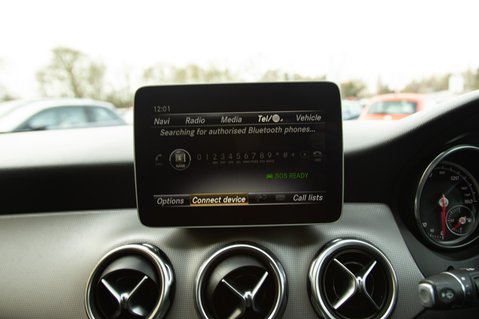 12:01
Navi Radio Media Tel/ Vehicle
Searching for authorised Bluetooth phones...
0 1 2 3 4 5 6 7 8 9 * # +
SOS READY
Options Connect device Call lists